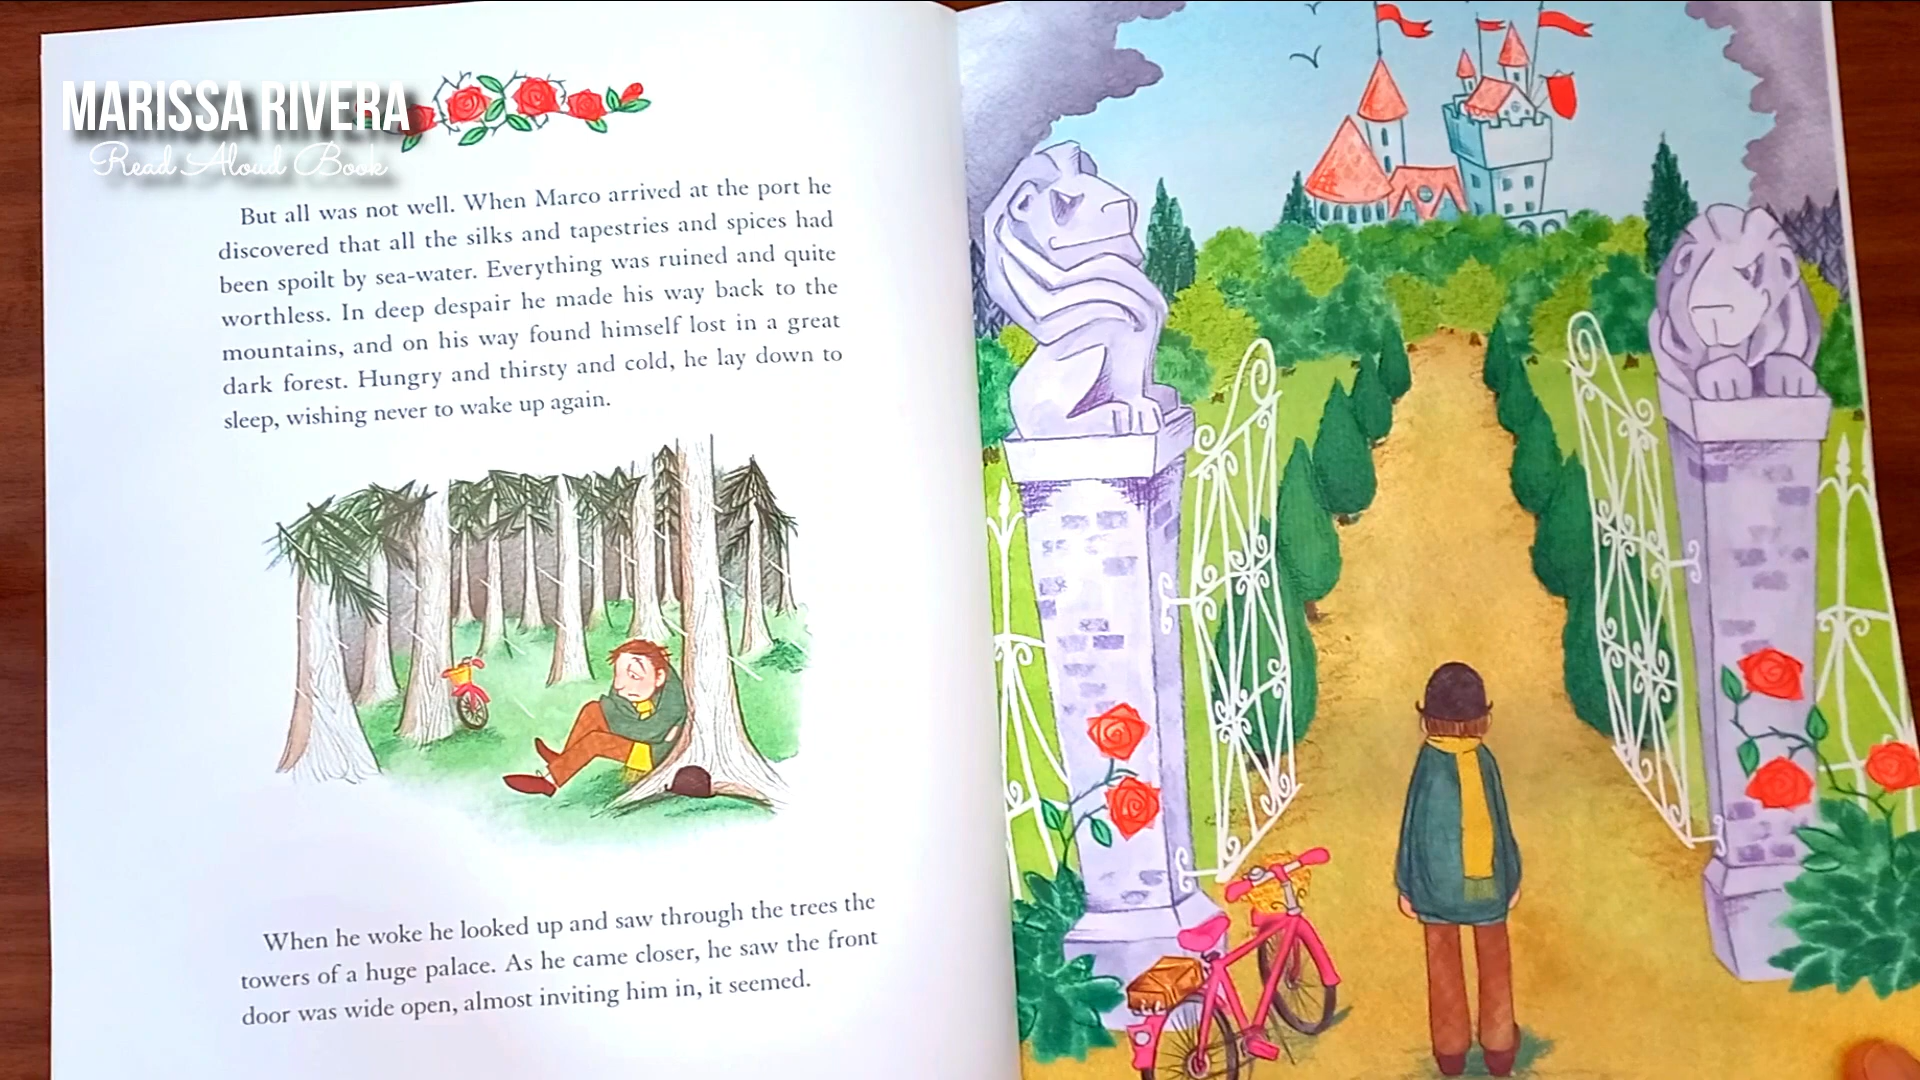 MARISSA RIVERA
Read Aloud Book
But all was not well. When Marco arrived at the port he
discovered that all the silks and tapestries and spices had
been spoilt by sea-water. Everything was ruined and quite
worthless. In deep despair he made his way back to the
mountains, and on his way found himself lost in a great
dark forest. Hungry and thirsty and cold, he lay down to
sleep, wishing never to wake up again.
When he woke he looked up and saw through the trees the
towers of a huge palace. As he came closer, he saw the front
door was wide open, almost inviting him in, it seemed.